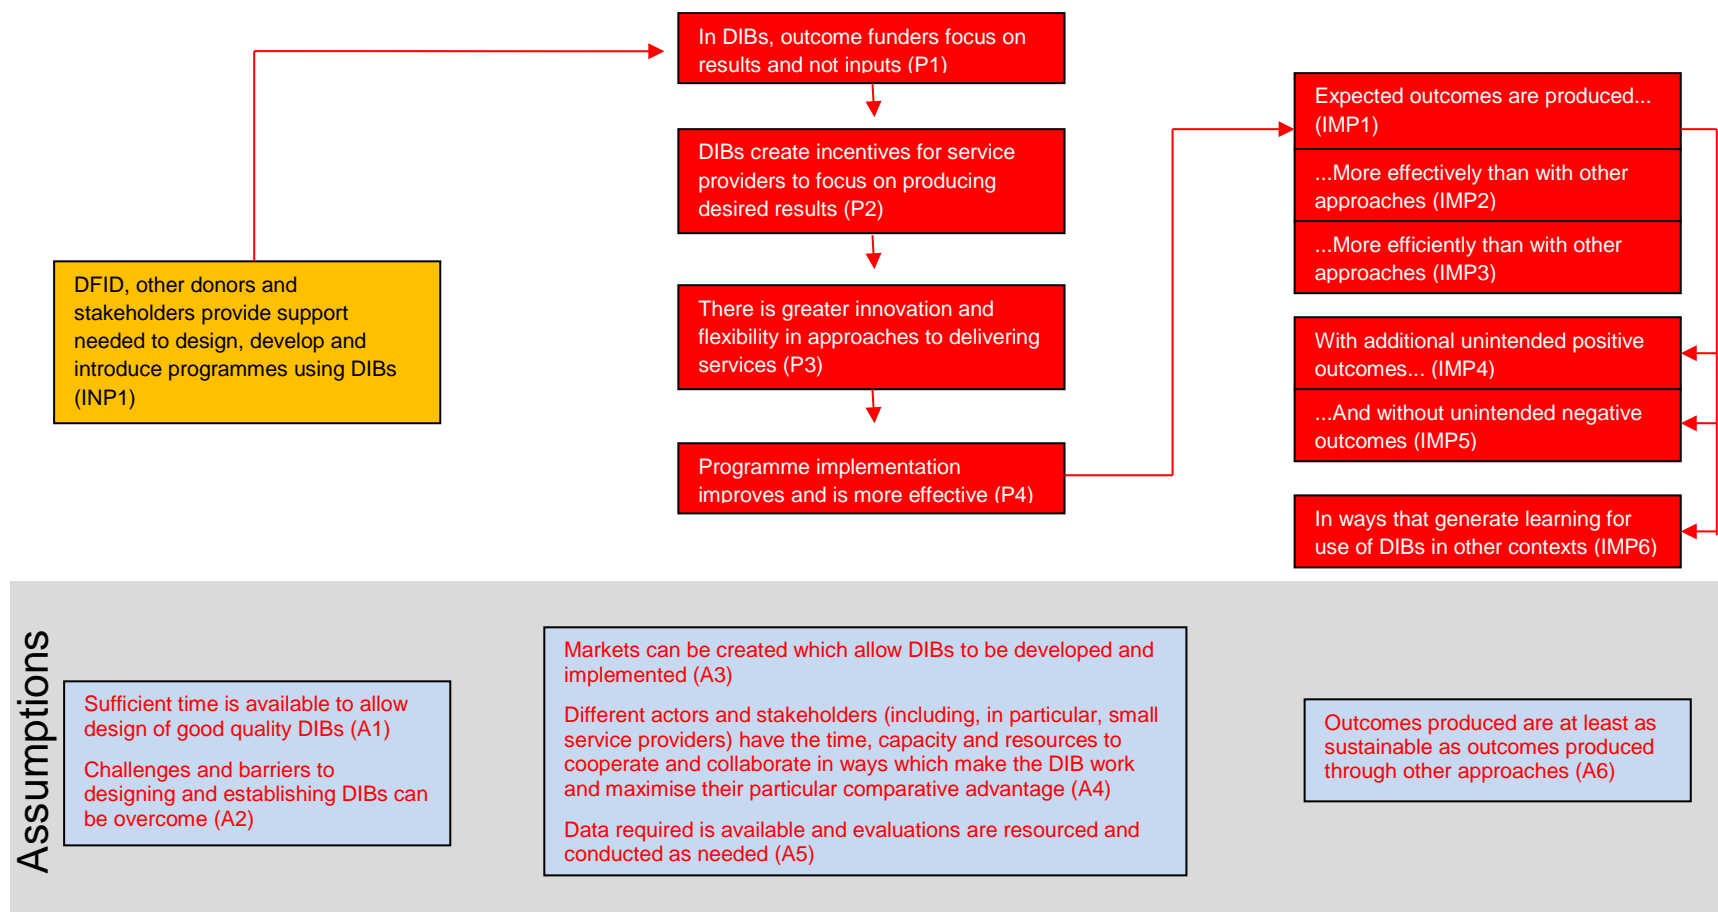 In DIBs, outcome funders focus on
results and not inputs (P1)
DIBs create incentives for service
providers to focus on producing
desired results (P2)
There is greater innovation and
flexibility in approaches to delivering
services (P3)
Programme implementation
improves and is more effective (P4)
DFID, other donors and
stakeholders provide support
needed to design, develop and
introduce programmes using DIBs
(INP1)
Expected outcomes are produced...
(IMP1)
...More effectively than with other
approaches (IMP2)
...More efficiently than with other
approaches (IMP3)
With additional unintended positive
outcomes... (IMP4)
...And without unintended negative
outcomes (IMP5)
In ways that generate learning for
use of DIBs in other contexts (IMP6)
Assumptions
Sufficient time is available to allow
design of good quality DIBs (A1)
Challenges and barriers to
designing and establishing DIBs can
be overcome (A2)
Markets can be created which allow DIBs to be developed and
implemented (A3)
Different actors and stakeholders (including, in particular, small
service providers) have the time, capacity and resources to
cooperate and collaborate in ways which make the DIB work
and maximise their particular comparative advantage (A4)
Data required is available and evaluations are resourced and
conducted as needed (A5)
Outcomes produced are at least as
sustainable as outcomes produced
through other approaches (A6)